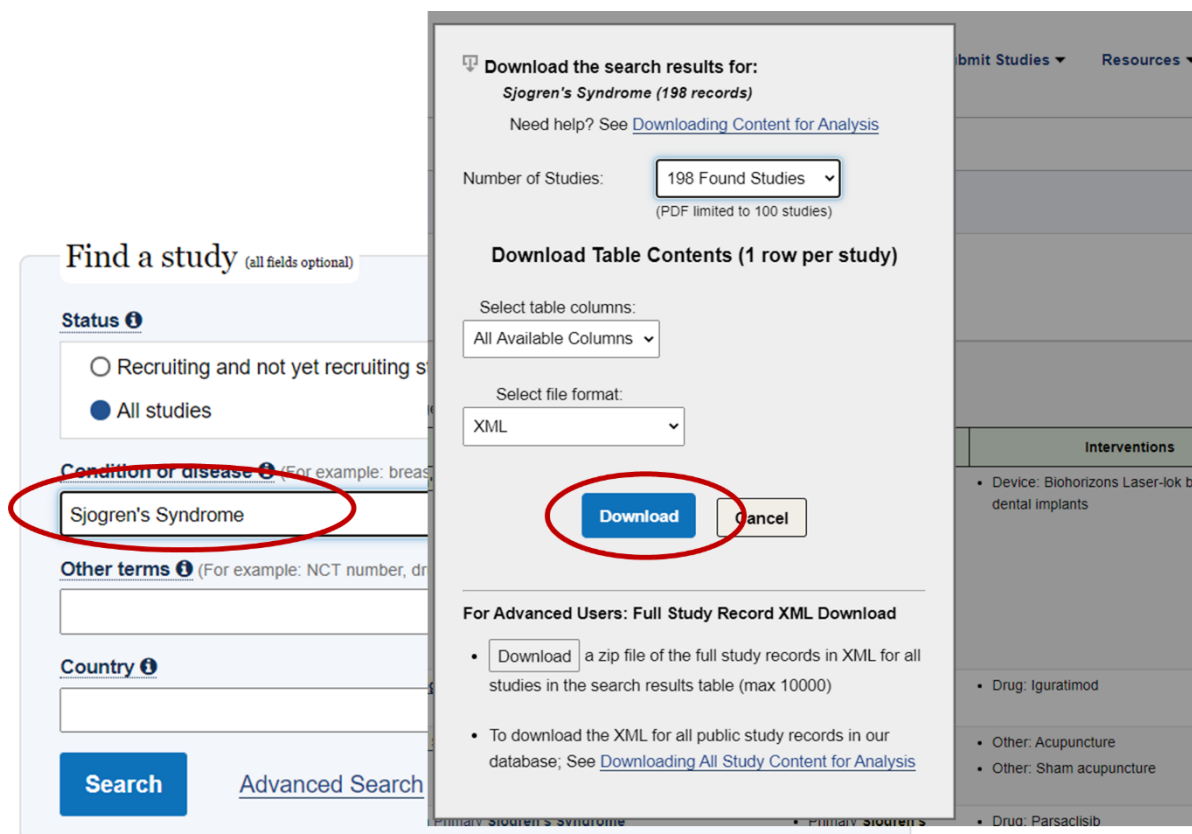 Find a study (all fields optional)
Status
Recruiting and not yet recruiting
All studies
Condition or disease (For example:
Sjogren's Syndrome
Other terms (For example: NCT number,
Country
Search
Advanced Search
Download the search results for:
Sjogren's Syndrome (198 records)
Need help? See Downloading Content for Analysis
Number of Studies: 198 Found Studies
(PDF limited to 100 studies)
Download Table Contents (1 row per study)
Select table columns:
All Available Columns
Select file format:
XML
Download Cancel
For Advanced Users: Full Study Record XML Download
• Download a zip file of the full study records in XML for all
studies in the search results table (max 10000)
• To download the XML for all public study records in our
database; See Downloading All Study Content for Analysis
Studies Resources
Interventions
• Device: Biohorizons Laser-lok
dental implants
• Drug: Iguratimod
• Other: Acupuncture
• Other: Sham acupuncture
Primary Sjogren's Syndrome • Primary Sjogren's • Drug: Parsaclisib